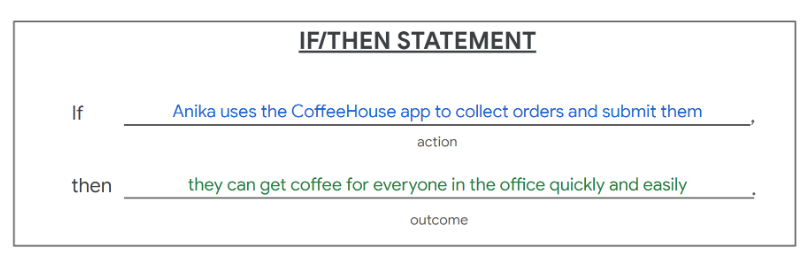 IF/THEN STATEMENT
If Anika uses the CoffeeHouse app to collect orders and submit them,
action
then they can get coffee for everyone in the office quickly and easily.
outcome